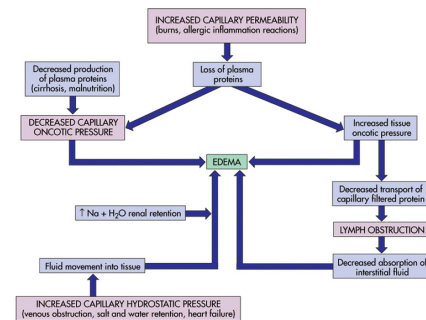 INCREASED CAPILLARY PERMEABILITY
(burns, allergic inflammation reactions)
Decreased production
of plasma proteins
(cirrhosis, malnutrition)
Loss of plasma
proteins
DECREASED CAPILLARY
ONCOTIC PRESSURE
Increased tissue
oncotic pressure
EDEMA
Decreased transport of
capillary filtered protein
↑ Na + H₂O renal retention
LYMPH OBSTRUCTION
Fluid movement into tissue
Decreased absorption of
interstitial fluid
INCREASED CAPILLARY HYDROSTATIC PRESSURE
(venous obstruction, salt and water retention, heart failure)